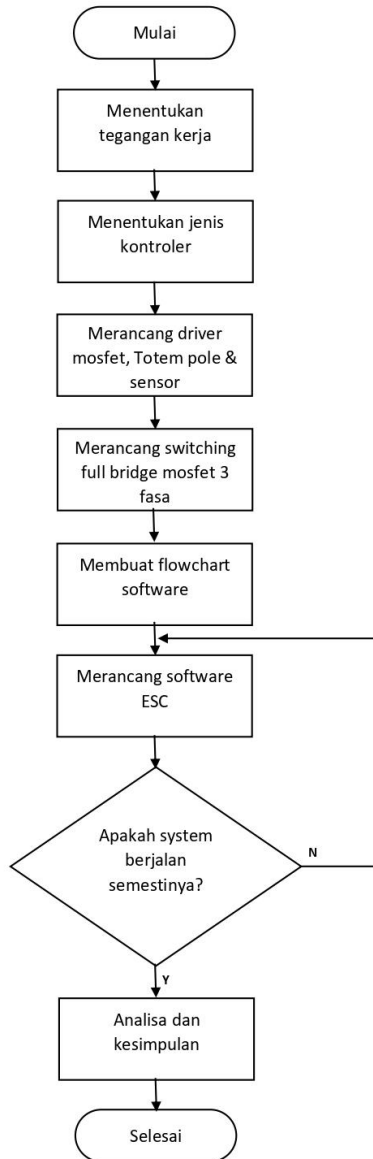 Mulai
Menentukan
tegangan kerja
Menentukan jenis
kontroler
Merancang driver
mosfet, Totem pole &
sensor
Merancang switching
full bridge mosfet 3
fasa
Membuat flowchart
software
Merancang software
ESC
Apakah system
berjalan
semestinya?
N
Y
Analisa dan
kesimpulan
Selesai